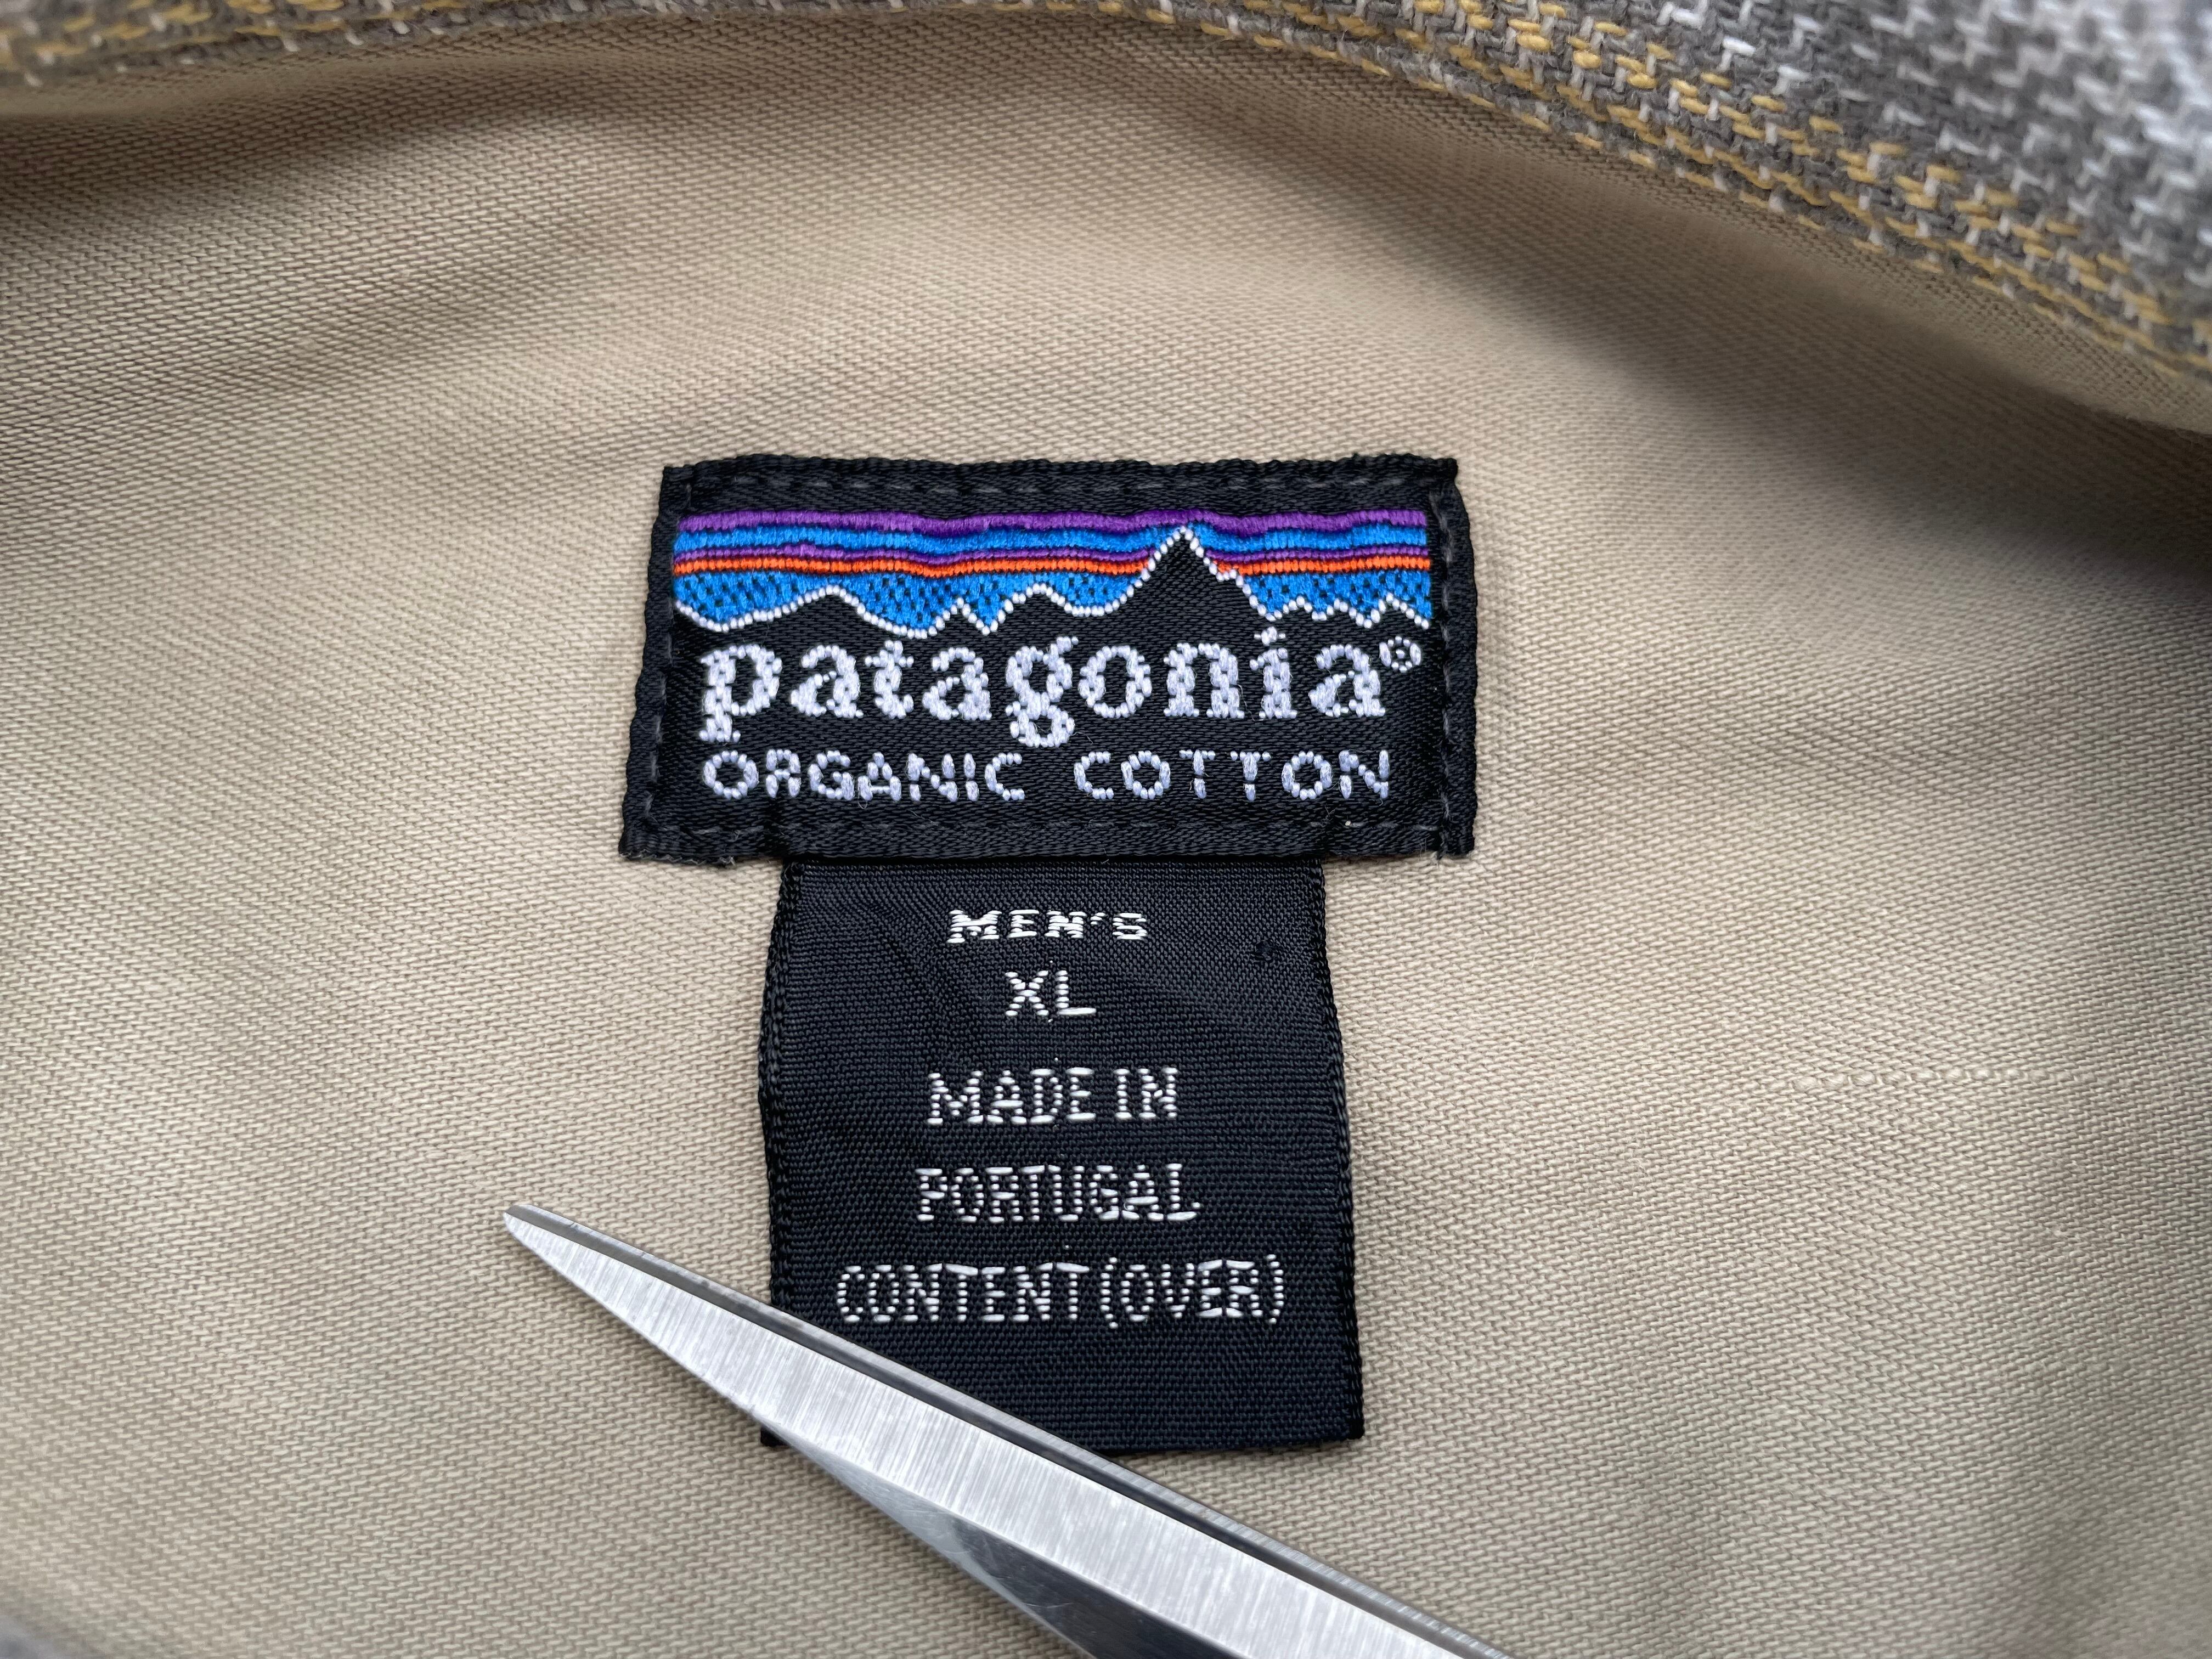 patagonia®
ORGANIC COTTON
MEN'S
XL
MADE IN
PORTUGAL
CONTENT (OVER)